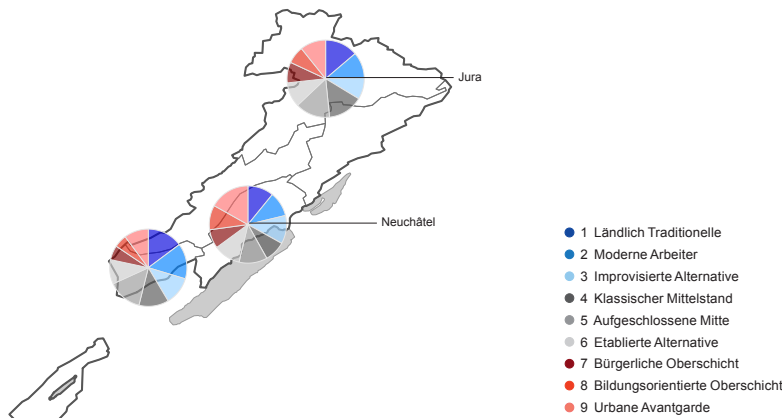 Jura
Neuchâtel
1 Ländlich Traditionelle
2 Moderne Arbeiter
3 Improvisierte Alternative
4 Klassischer Mittelstand
5 Aufgeschlossene Mitte
6 Etablierte Alternative
7 Bürgerliche Oberschicht
8 Bildungsorientierte Oberschicht
9 Urbane Avantgarde